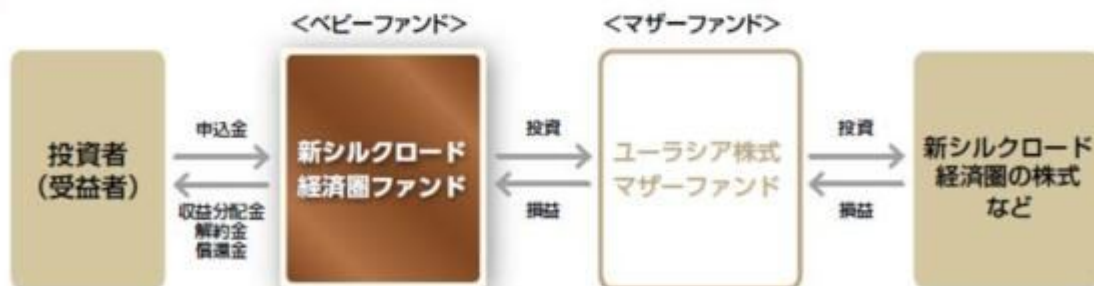 <ベビーファンド>
<マザーファンド>
投資者
(受益者)
申込金
収益分配金
解約金
償還金
新シルクロード
経済圏ファンド
投資
損益
ユーラシア株式
マザーファンド
投資
損益
新シルクロード
経済圏の株式
など